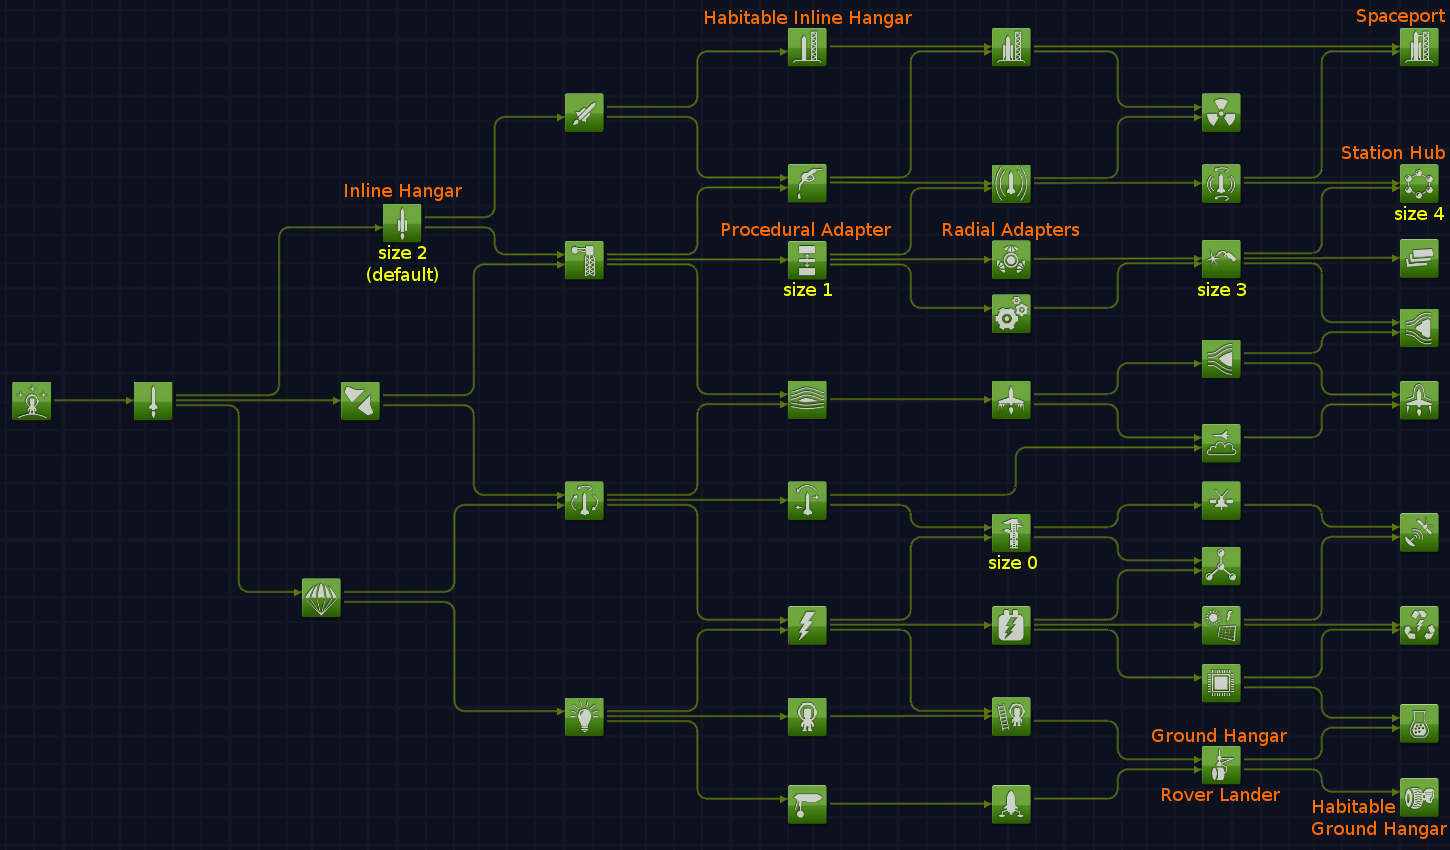 Habitable Inline Hangar
Spaceport
Station Hub
size 4
Inline Hangar
size 2
(default)
Procedural Adapter
size 1
Radial Adapters
size 3
size 0
Ground Hangar
Rover Lander
Habitable
Ground Hangar